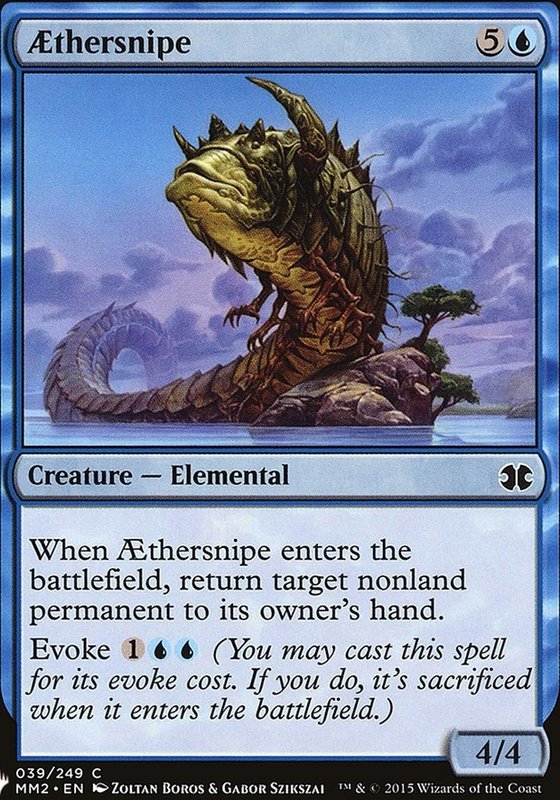 Æthersnipe 5
Creature — Elemental
When Æthersnipe enters the
battlefield, return target nonland
permanent to its owner's hand.
Evoke 1 (You may cast this spell
for its evoke cost. If you do, it's sacrificed
when it enters the battlefield.)
4/4
039/249 C
MM2 • EN Zoltan Boros & Gabor Szikszai ™ & © 2015 Wizards of the Coast